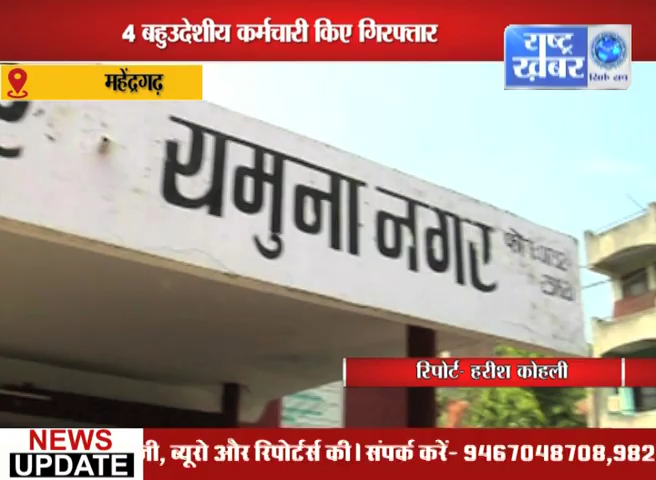 4 बहुउदेशीय कर्मचारी किए गिरफ्तार
राष्ट्र
ख़बर
सिर्फ सच
महेंद्रगढ़
यमुना नगर
रिपोर्ट- हरीश कोहली
NEWS
UPDATE
जी, ब्यूरो और रिपोर्टर्स की। संपर्क करें- 9467048708,982